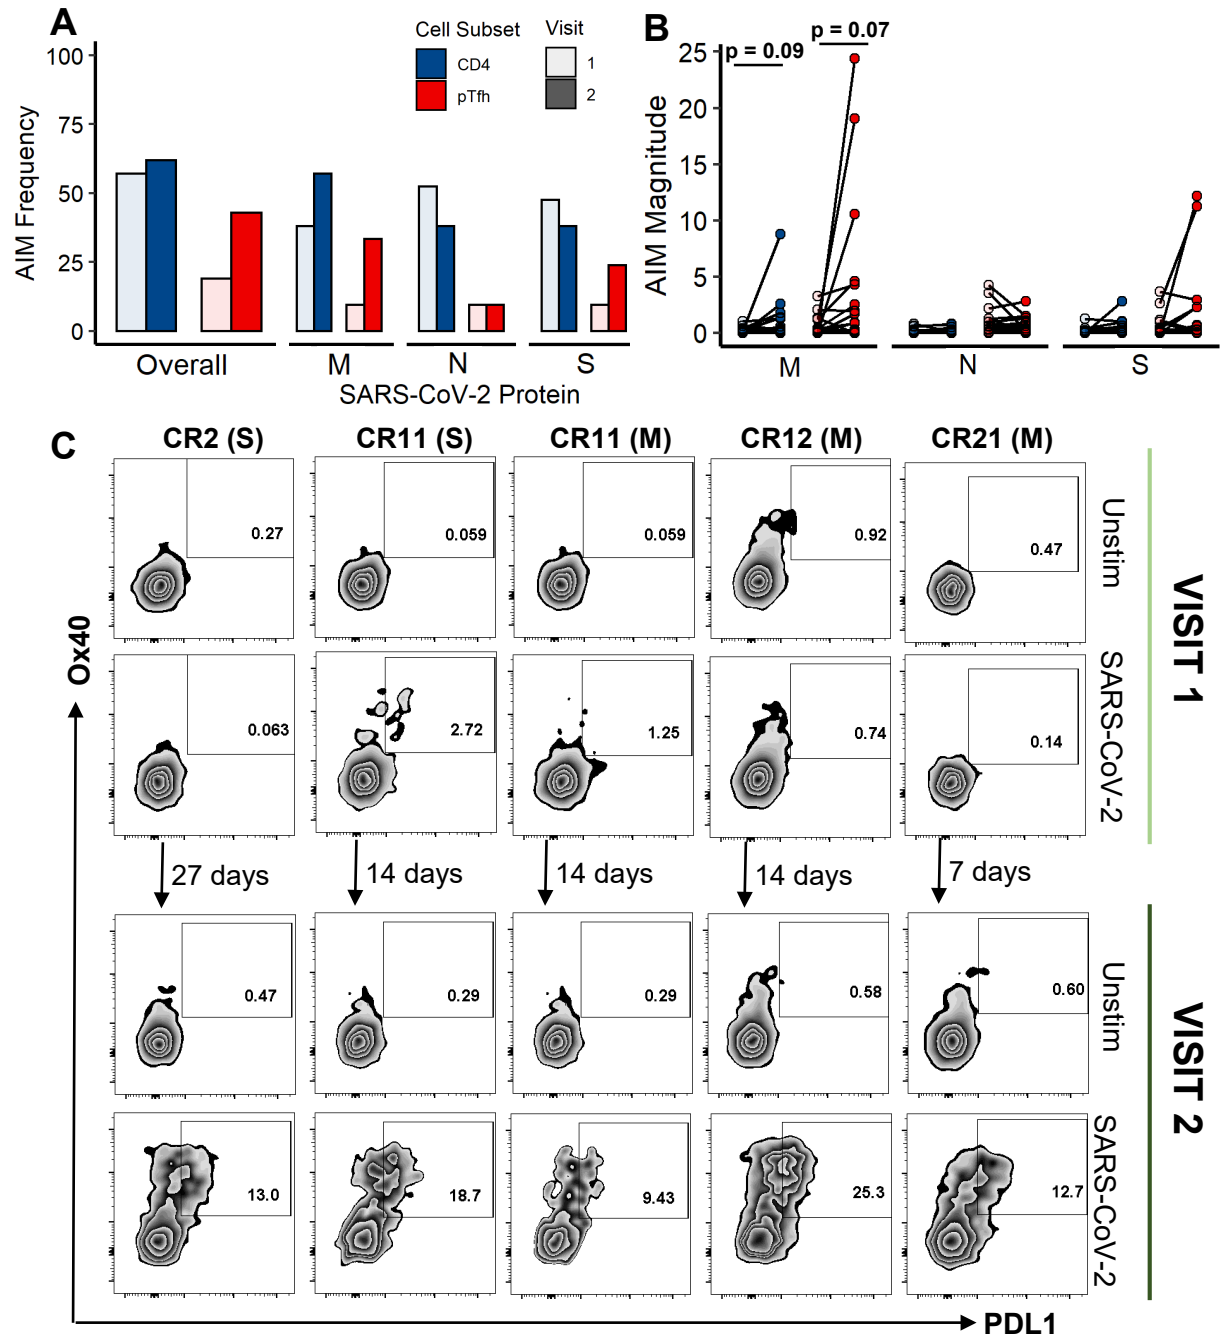 A
Cell Subset
Visit
CD4
pTfh
1
2
100
75
50
25
0
AIM Frequency
Overall
M
N
S
SARS-CoV-2 Protein
B
p = 0.09
p = 0.07
25
20
15
10
5
0
AIM Magnitude
M
N
S
C
CR2 (S)
CR11 (S)
CR11 (M)
CR12 (M)
CR21 (M)
0.27
0.059
0.059
0.92
0.47
Unstim
0.063
2.72
1.25
0.74
0.14
SARS-CoV-2
VISIT 1
27 days
14 days
14 days
14 days
7 days
0.47
0.29
0.29
0.58
0.60
Unstim
13.0
18.7
9.43
25.3
12.7
SARS-CoV-2
VISIT 2
Ox40
PDL1